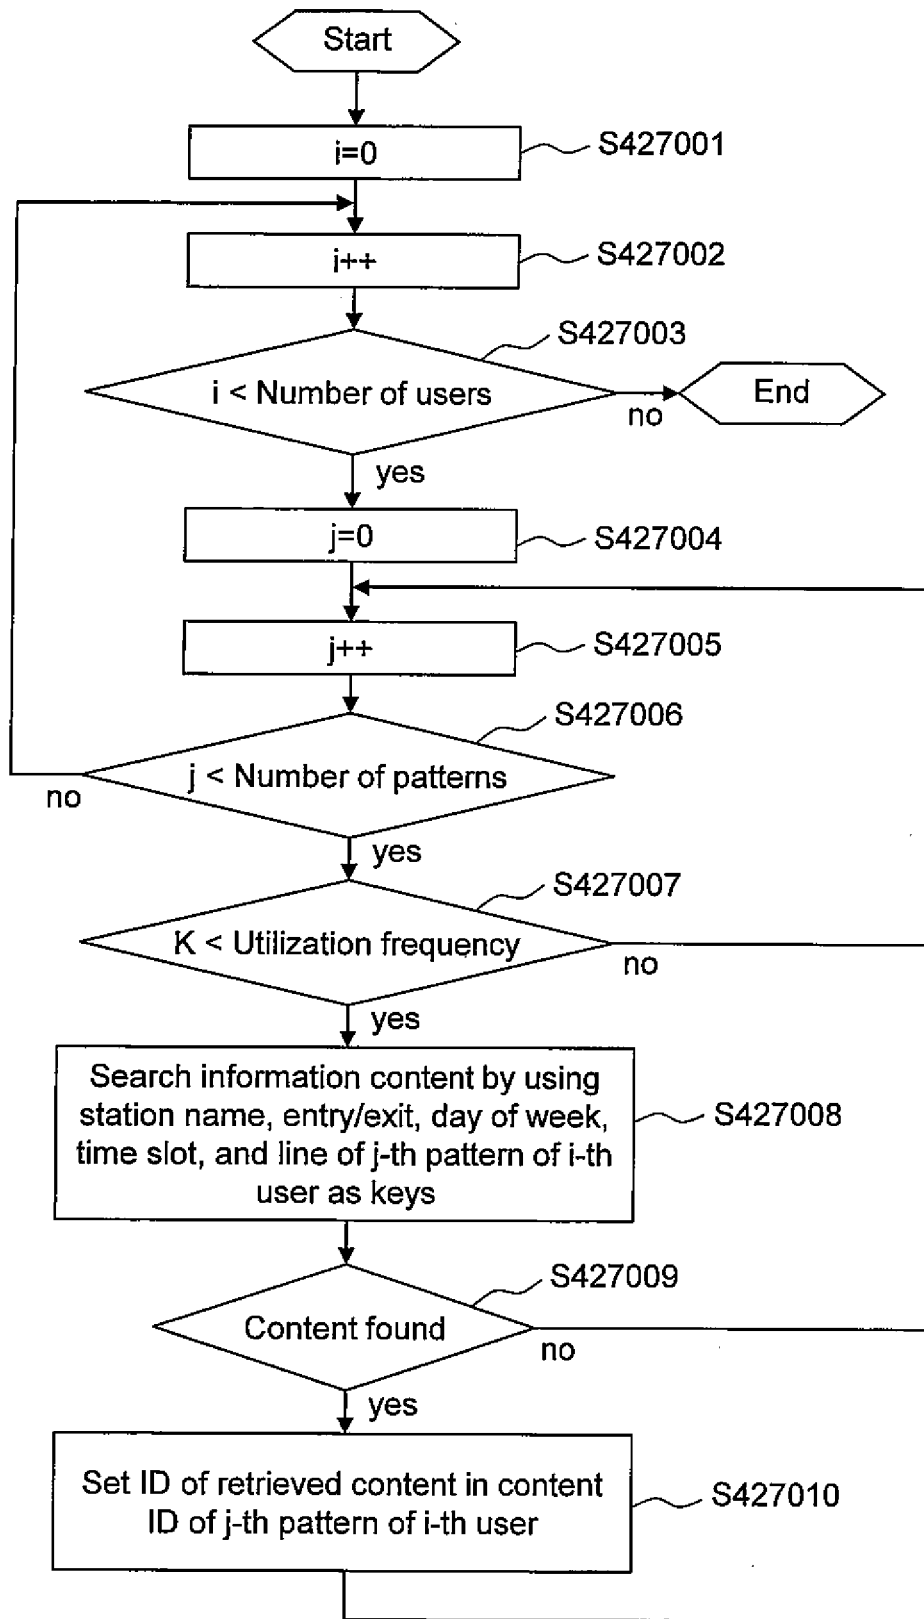 Start
i=0
S427001
i++
S427002
S427003
i < Number of users
End
no
yes
j=0
S427004
j++
S427005
S427006
j < Number of patterns
no
yes
S427007
K < Utilization frequency
no
yes
Search information content by using
station name, entry/exit, day of week,
time slot, and line of j-th pattern of i-th
user as keys
S427008
S427009
Content found
no
yes
Set ID of retrieved content in content
ID of j-th pattern of i-th user
S427010